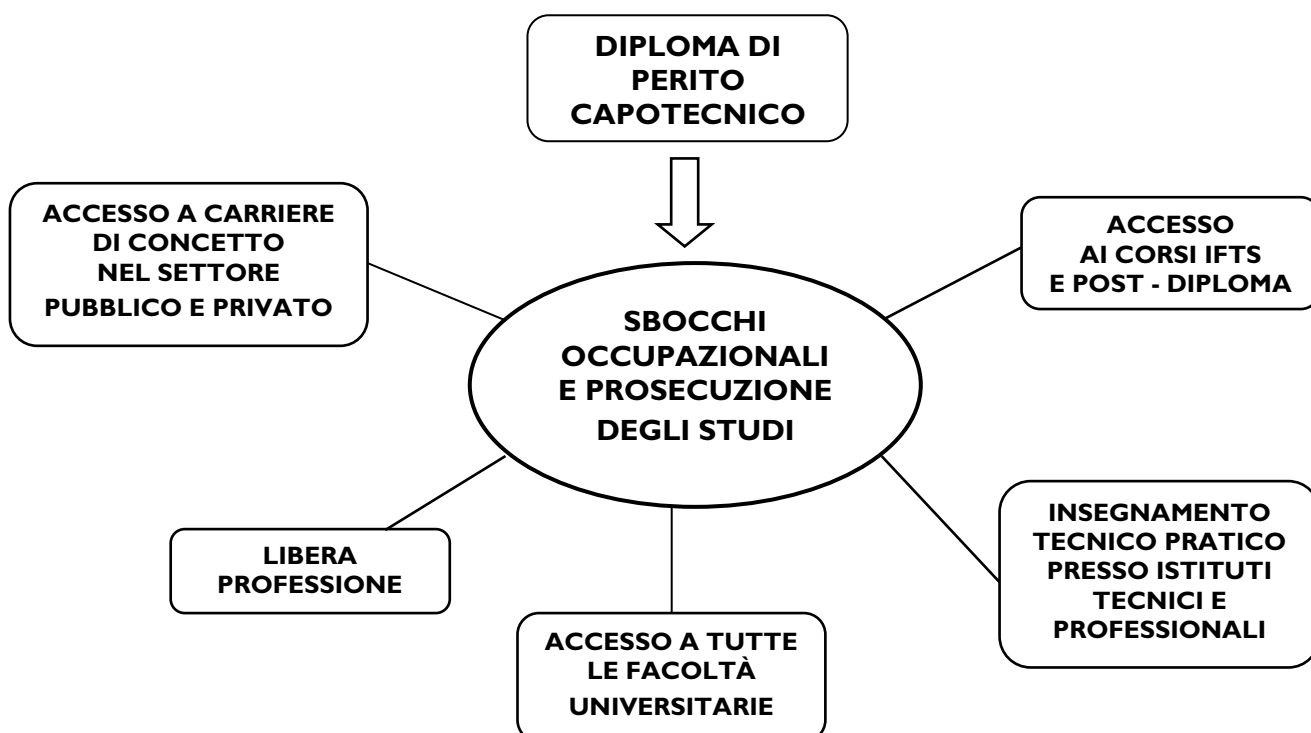 DIPLOMA DI
PERITO
CAPOTECNICO
ACCESSO A CARRIERE
DI CONCETTO
NEL SETTORE
PUBBLICO E PRIVATO
ACCESSO
AI CORSI IFTS
E POST - DIPLOMA
SBOCCHI
OCCUPAZIONALI
E PROSECUZIONE
DEGLI STUDI
LIBERA
PROFESSIONE
ACCESSO A TUTTE
LE FACOLTÀ
UNIVERSITARIE
INSEGNAMENTO
TECNICO PRATICO
PRESSO ISTITUTI
TECNICI E
PROFESSIONALI